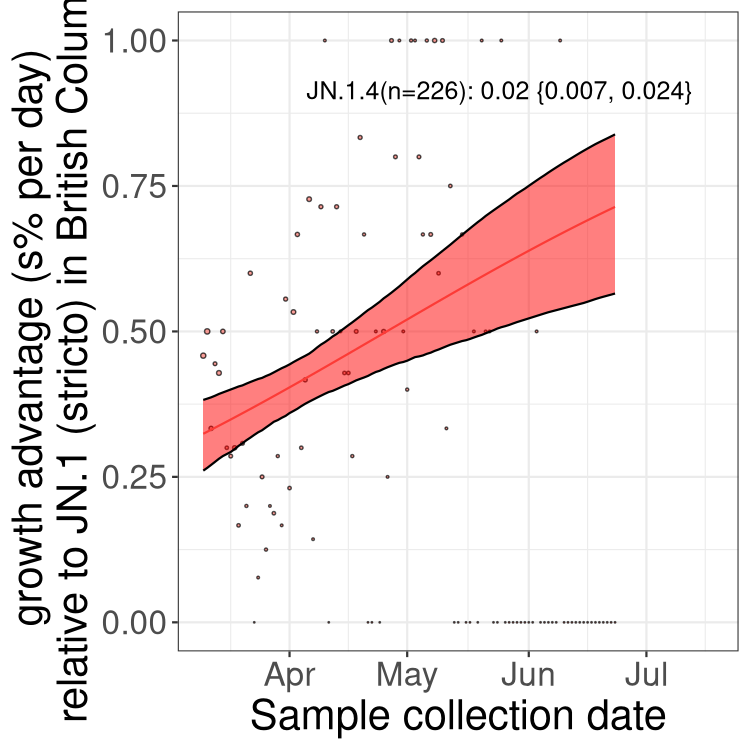 growth advantage (s% per day)
relative to JN.1 (stricto) in British Colum
1.00
0.75
0.50
0.25
0.00
JN.1.4(n=226): 0.02 {0.007, 0.024}
Apr May Jun Jul
Sample collection date